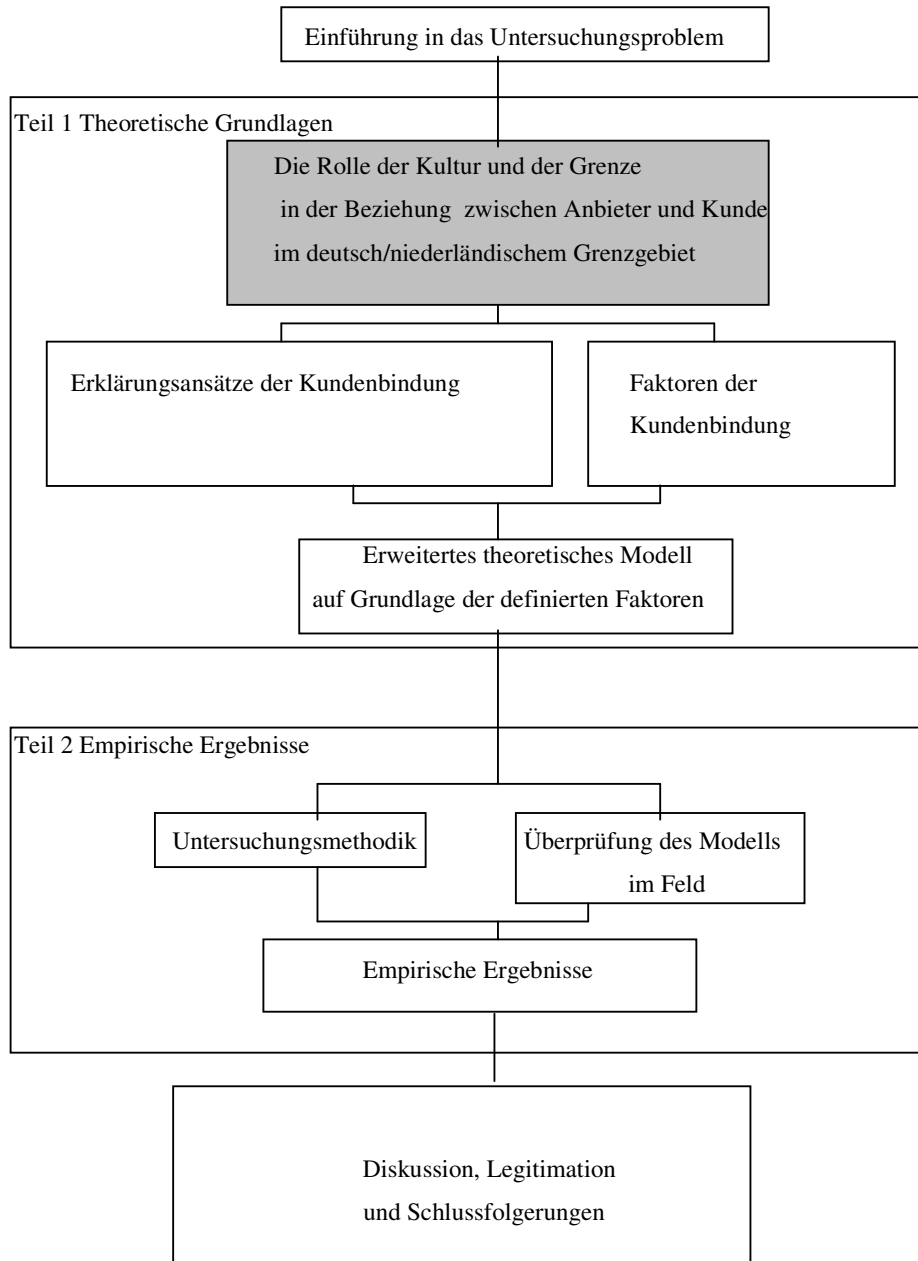 Einführung in das Untersuchungsproblem
Teil 1 Theoretische Grundlagen
Die Rolle der Kultur und der Grenze
in der Beziehung zwischen Anbieter und Kunde
im deutsch/niederländischem Grenzgebiet
Erklärungsansätze der Kundenbindung
Faktoren der
Kundenbindung
Erweitertes theoretisches Modell
auf Grundlage der definierten Faktoren
Teil 2 Empirische Ergebnisse
Untersuchungsmethodik
Überprüfung des Modells
im Feld
Empirische Ergebnisse
Diskussion, Legitimation
und Schlussfolgerungen